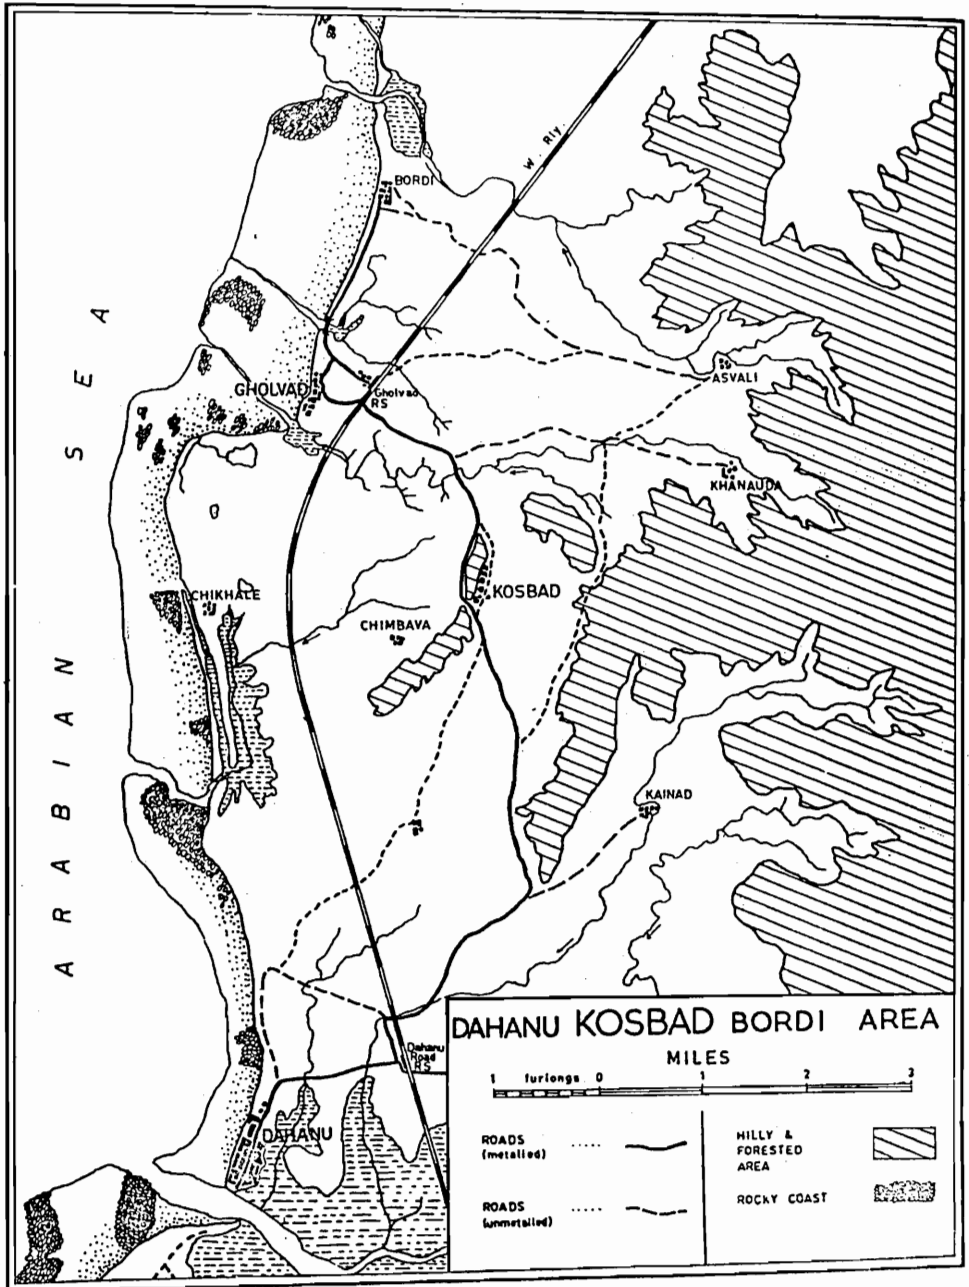 W. Rly.
BORDI
ARABIAN SEA
GHOLVAD
Gholvad
RS
ASVALI
KHANAUDA
KOSBAD
CHIKHALE
CHIMBAVA
KAINAD
Dahanu
Road
RS
DAHANU
DAHANU KOSBAD BORDI AREA
MILES
1 furlongs 0 1 2 3
ROADS .....
(metalled)
ROADS .....
(unmetalled)
HILLY &
FORESTED
AREA
ROCKY COAST